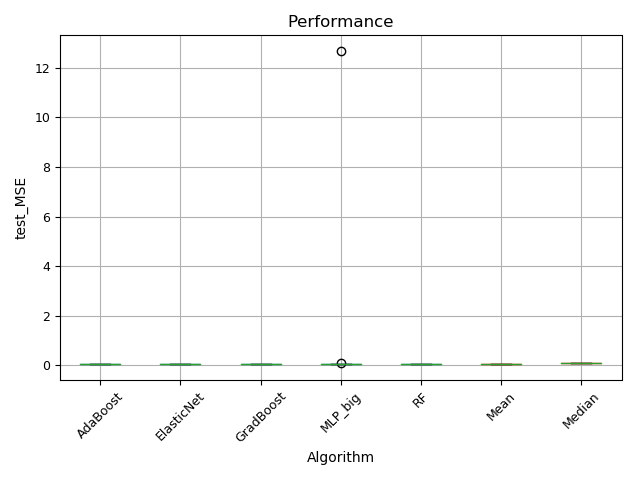 Performance
test_MSE
12
10
8
6
4
2
0
AdaBoost
ElasticNet
GradBoost
MLP_big
RF
Mean
Median
Algorithm